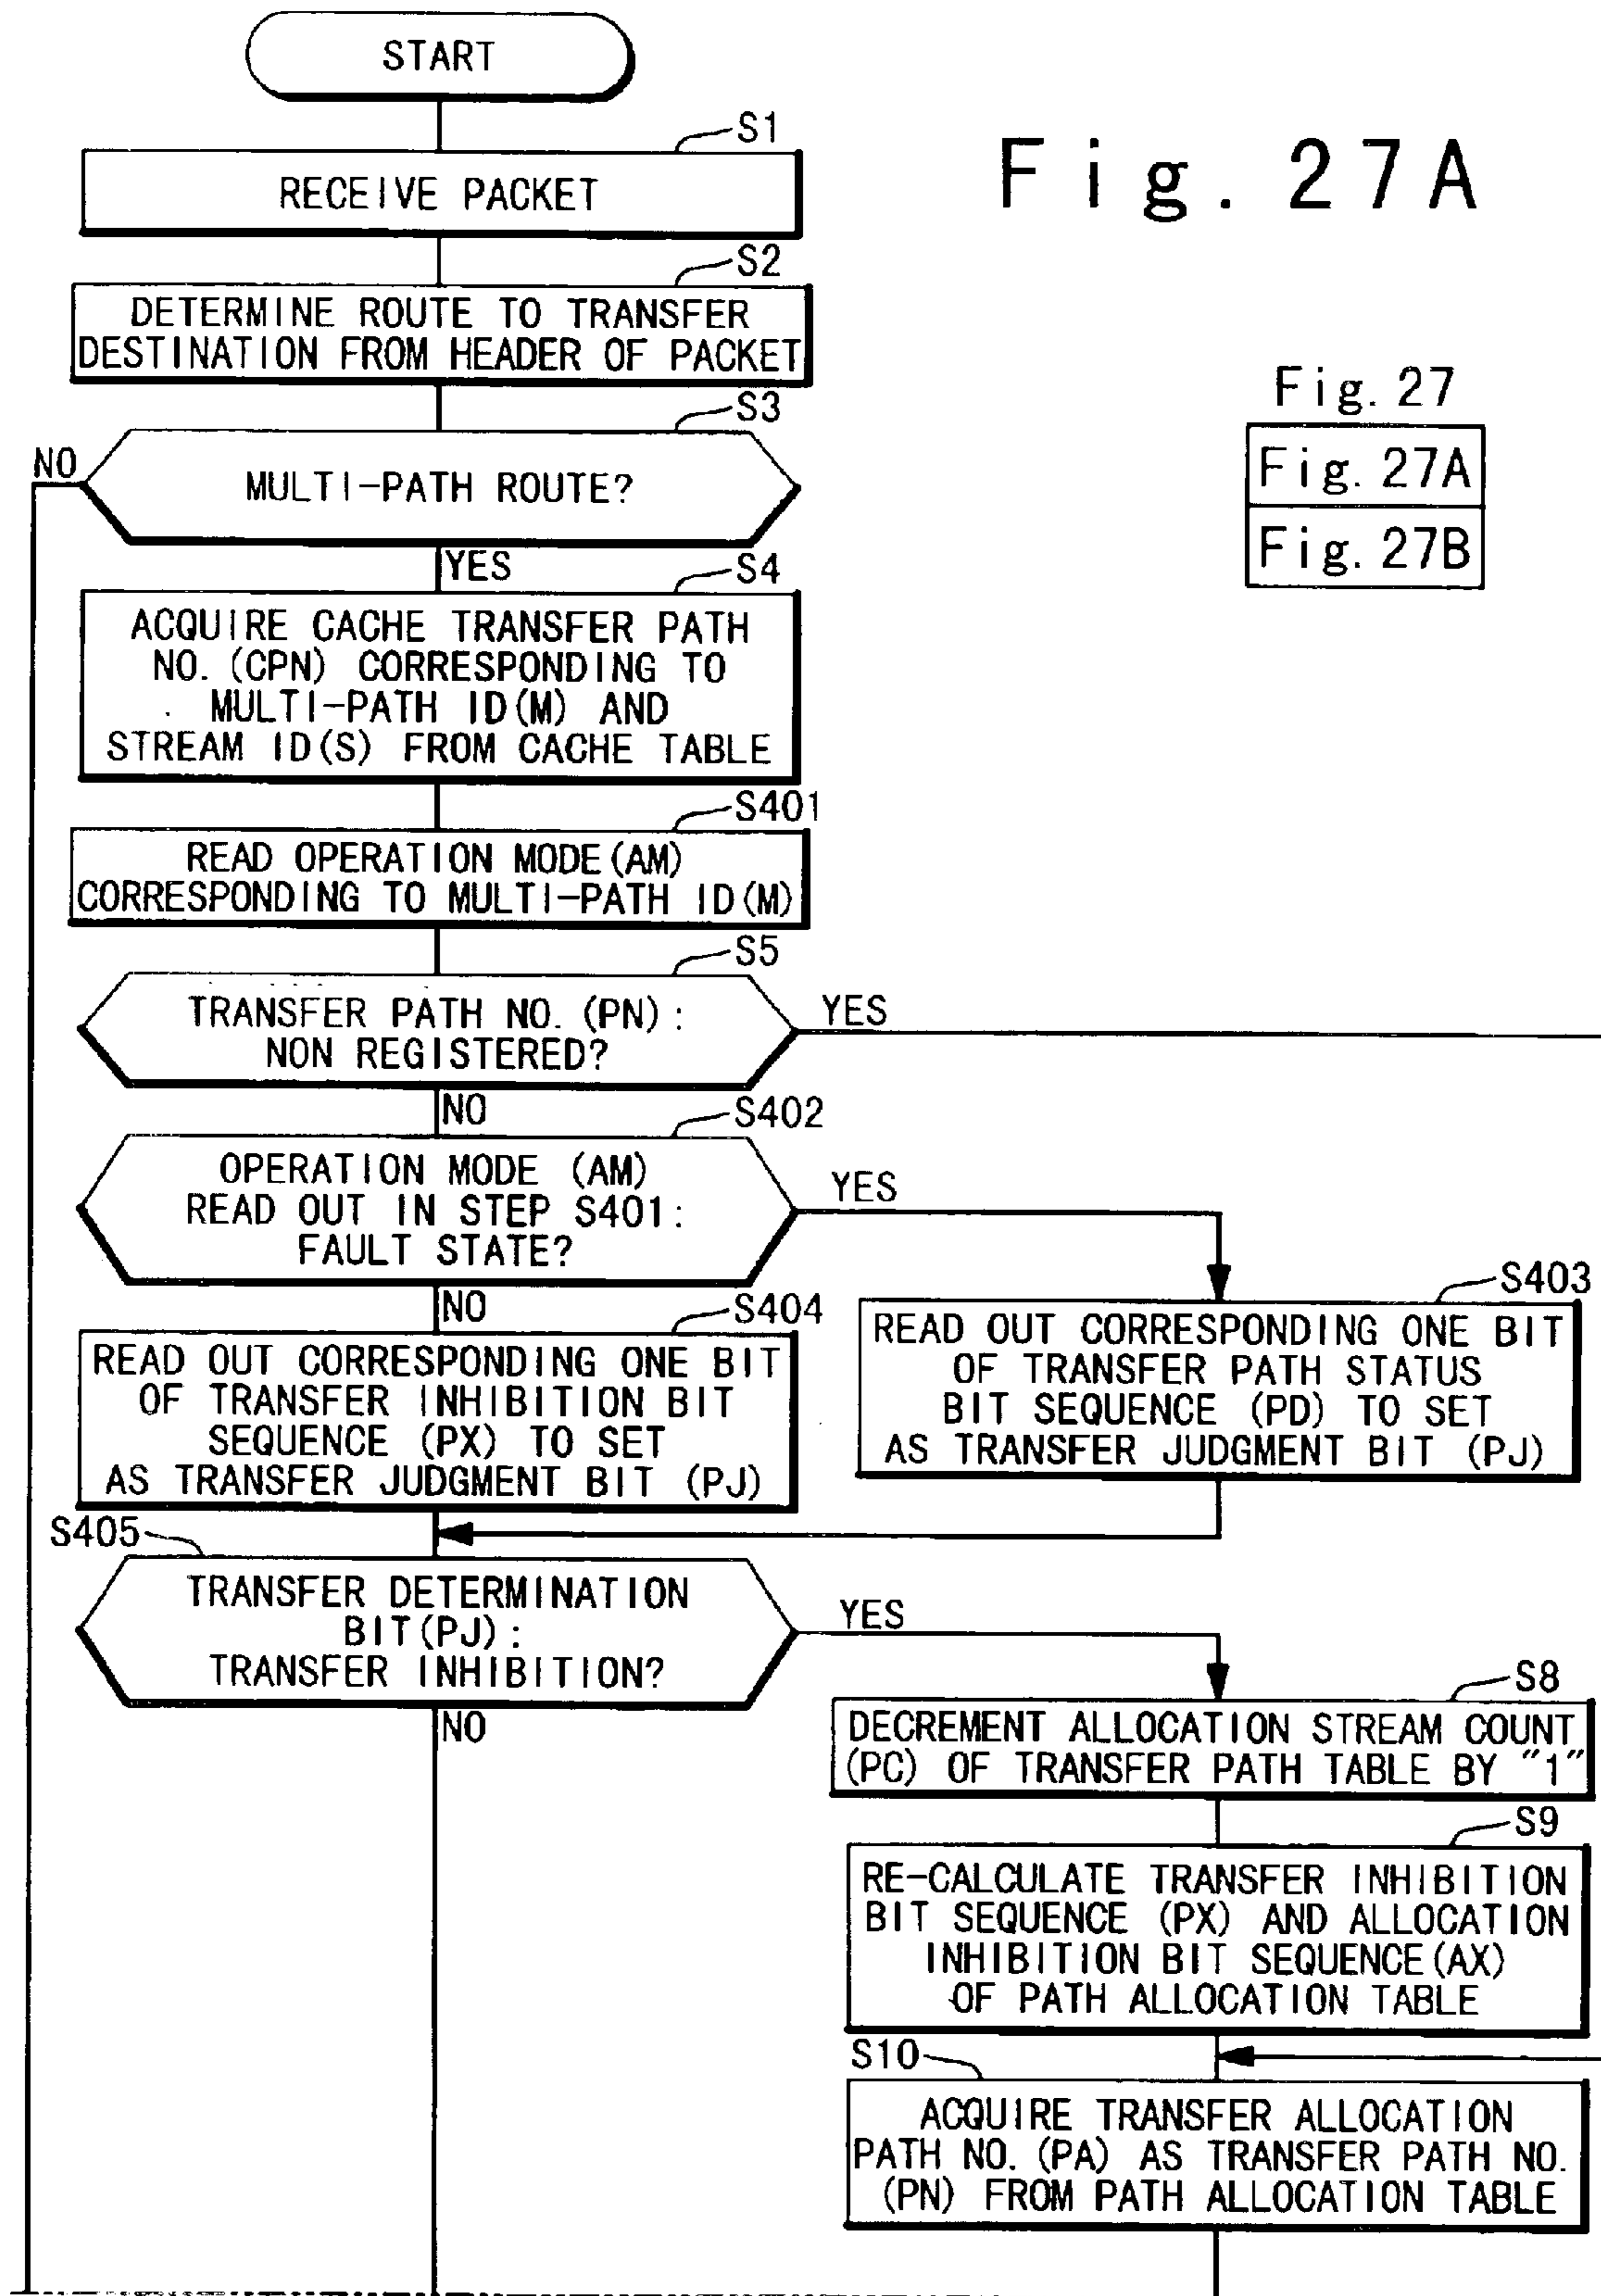 START
S1
RECEIVE PACKET
Fig. 27A
S2
DETERMINE ROUTE TO TRANSFER
DESTINATION FROM HEADER OF PACKET
Fig. 27
Fig. 27A
Fig. 27B
S3
NO
MULTI-PATH ROUTE?
YES
S4
ACQUIRE CACHE TRANSFER PATH
NO. (CPN) CORRESPONDING TO
MULTI-PATH ID(M) AND
STREAM ID(S) FROM CACHE TABLE
S401
READ OPERATION MODE(AM)
CORRESPONDING TO MULTI-PATH ID(M)
S5
TRANSFER PATH NO. (PN):
NON REGISTERED?
YES
NO
S402
OPERATION MODE (AM)
READ OUT IN STEP S401:
FAULT STATE?
YES
NO
S404
READ OUT CORRESPONDING ONE BIT
OF TRANSFER INHIBITION BIT
SEQUENCE (PX) TO SET
AS TRANSFER JUDGMENT BIT (PJ)
S403
READ OUT CORRESPONDING ONE BIT
OF TRANSFER PATH STATUS
BIT SEQUENCE (PD) TO SET
AS TRANSFER JUDGMENT BIT (PJ)
S405
TRANSFER DETERMINATION
BIT(PJ):
TRANSFER INHIBITION?
YES
NO
S8
DECREMENT ALLOCATION STREAM COUNT
(PC) OF TRANSFER PATH TABLE BY "1"
S9
RE-CALCULATE TRANSFER INHIBITION
BIT SEQUENCE (PX) AND ALLOCATION
INHIBITION BIT SEQUENCE(AX)
OF PATH ALLOCATION TABLE
S10
ACQUIRE TRANSFER ALLOCATION
PATH NO. (PA) AS TRANSFER PATH NO.
(PN) FROM PATH ALLOCATION TABLE